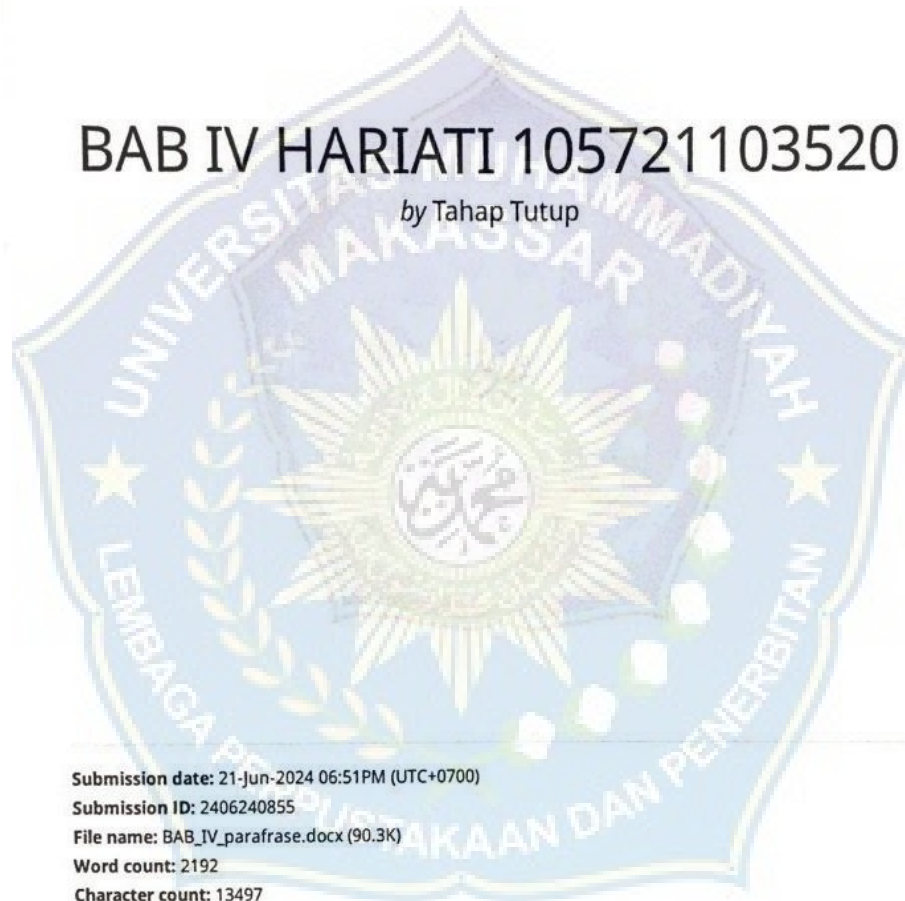 BAB IV HARIATI 105721103520
by Tahap Tutup
UNIVERSITAS MUHAMMADIYAH
MAKASSAR
محمدية
LEMBAGA PERPUSTAKAAN DAN PENERBITAN
Submission date: 21-Jun-2024 06:51PM (UTC+0700)
Submission ID: 2406240855
File name: BAB_IV_parafrase.docx (90.3K)
Word count: 2192
Character count: 13497